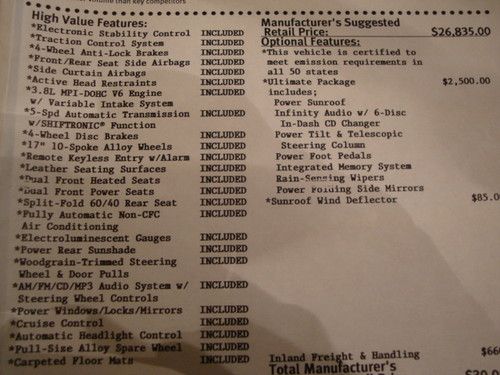 volume than key competitors
High Value Features:
*Electronic Stability Control INCLUDED
*Traction Control System INCLUDED
*4-Wheel Anti-Lock Brakes INCLUDED
*Front/Rear Seat Side Airbags INCLUDED
*Side Curtain Airbags INCLUDED
*Active Head Restraints INCLUDED
*3.8L MPI-DOHC V6 Engine INCLUDED
w/ Variable Intake System
*5-Spd Automatic Transmission INCLUDED
w/SHIFTRONIC® Function
*4-Wheel Disc Brakes INCLUDED
*17" 10-Spoke Alloy Wheels INCLUDED
*Remote Keyless Entry w/Alarm INCLUDED
*Leather Seating Surfaces INCLUDED
*Dual Front Heated Seats INCLUDED
*Dual Front Power Seats INCLUDED
*Split-Fold 60/40 Rear Seat INCLUDED
*Fully Automatic Non-CFC INCLUDED
Air Conditioning
*Electroluminescent Gauges INCLUDED
*Power Rear Sunshade INCLUDED
*Woodgrain-Trimmed Steering INCLUDED
Wheel & Door Pulls
*AM/FM/CD/MP3 Audio System w/ INCLUDED
Steering Wheel Controls
*Power Windows/Locks/Mirrors INCLUDED
*Cruise Control INCLUDED
*Automatic Headlight Control INCLUDED
*Full-Size Alloy Spare Wheel INCLUDED
*Carpeted Floor Mats INCLUDED
Manufacturer's Suggested
Retail Price: $26,835.00
Optional Features:
*This vehicle is certified to
meet emission requirements in
all 50 states
*Ultimate Package $2,500.00
includes;
Power Sunroof
Infinity Audio w/ 6-Disc
In-Dash CD Changer
Power Tilt & Telescopic
Steering Column
Power Foot Pedals
Integrated Memory System
Rain-Sensing Wipers
Power Folding Side Mirrors
*Sunroof Wind Deflector $85.0
Inland Freight & Handling $66
Total Manufacturer's